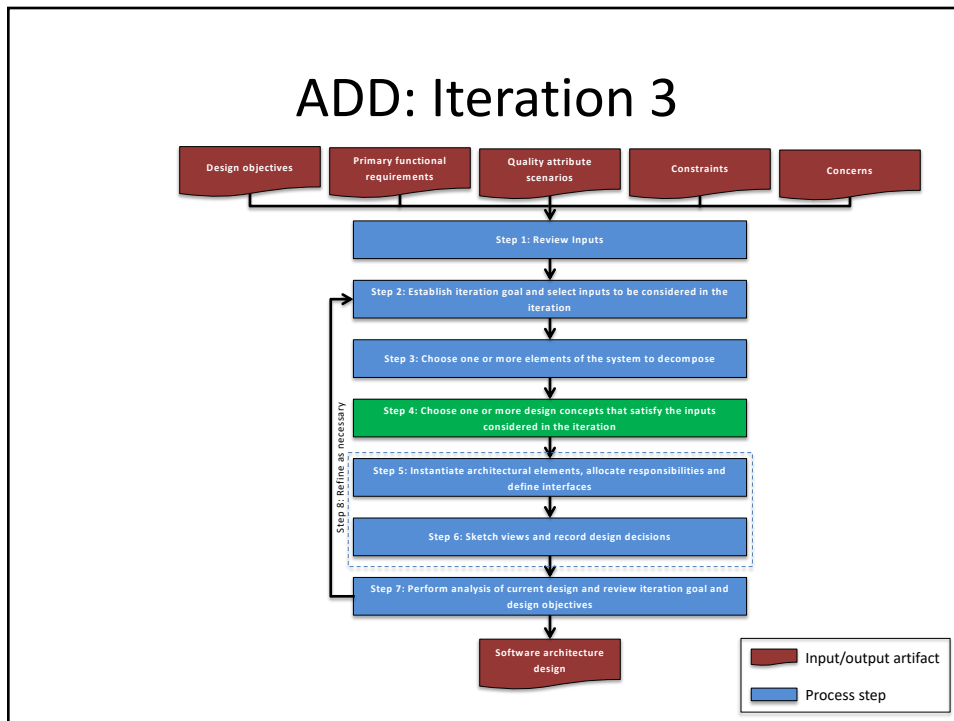 ADD: Iteration 3
Design objectives
Primary functional
requirements
Quality attribute
scenarios
Constraints
Concerns
Step 1: Review Inputs
Step 2: Establish iteration goal and select inputs to be considered in the
iteration
Step 3: Choose one or more elements of the system to decompose
Step 4: Choose one or more design concepts that satisfy the inputs
considered in the iteration
Step 8: Refine as necessary
Step 5: Instantiate architectural elements, allocate responsibilities and
define interfaces
Step 6: Sketch views and record design decisions
Step 7: Perform analysis of current design and review iteration goal and
design objectives
Software architecture
design
Input/output artifact
Process step